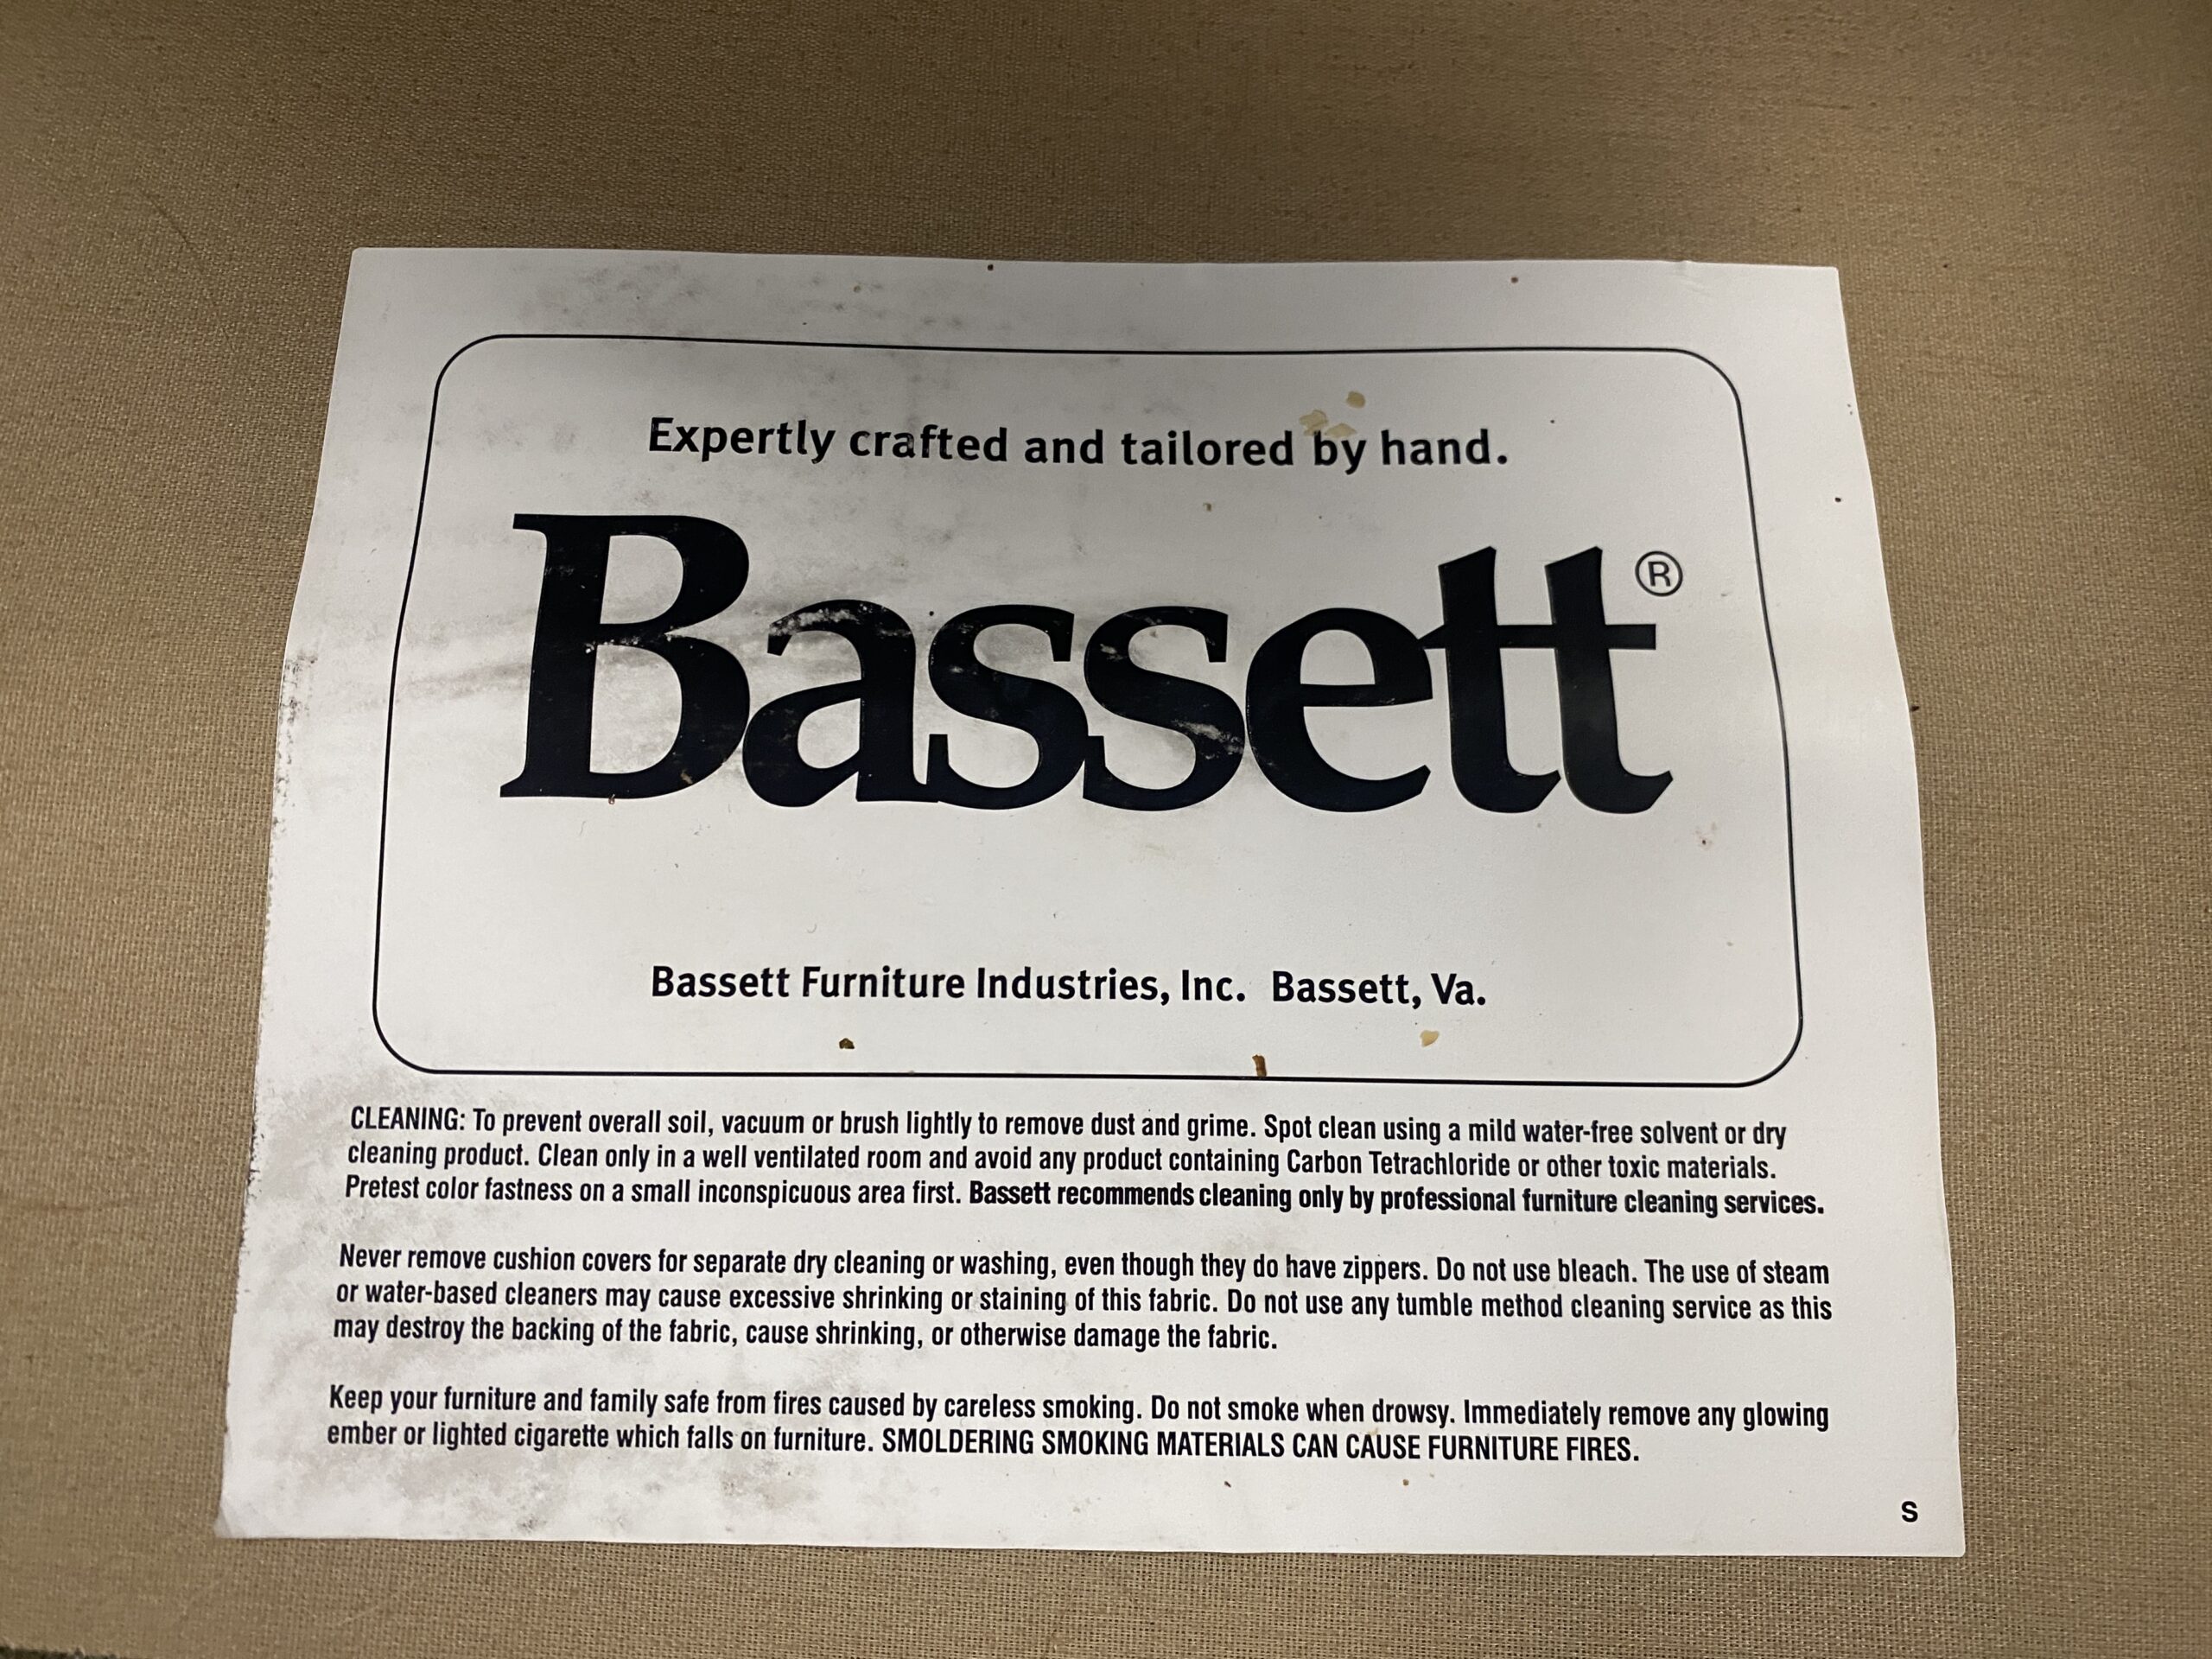 Expertly crafted and tailored by hand.
Bassett®
Bassett Furniture Industries, Inc. Bassett, Va.
CLEANING: To prevent overall soil, vacuum or brush lightly to remove dust and grime. Spot clean using a mild water-free solvent or dry
cleaning product. Clean only in a well ventilated room and avoid any product containing Carbon Tetrachloride or other toxic materials.
Pretest color fastness on a small inconspicuous area first. Bassett recommends cleaning only by professional furniture cleaning services.
Never remove cushion covers for separate dry cleaning or washing, even though they do have zippers. Do not use bleach. The use of steam
or water-based cleaners may cause excessive shrinking or staining of this fabric. Do not use any tumble method cleaning service as this
may destroy the backing of the fabric, cause shrinking, or otherwise damage the fabric.
Keep your furniture and family safe from fires caused by careless smoking. Do not smoke when drowsy. Immediately remove any glowing
ember or lighted cigarette which falls on furniture. SMOLDERING SMOKING MATERIALS CAN CAUSE FURNITURE FIRES.
S